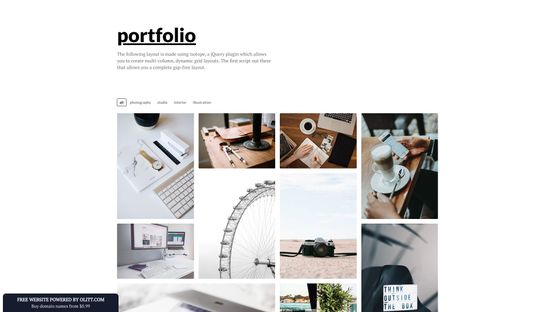 portfolio
The following layout is made using Isotope, a jQuery plugin which allows
you to create multi-column, dynamic grid layouts. The first script out there
that allows you a complete gap-free layout.
all photography studio interior illustration
THINK
OUTSIDE
THE BOX
FREE WEBSITE POWERED BY OLITT.COM
Buy domain names from $0.99